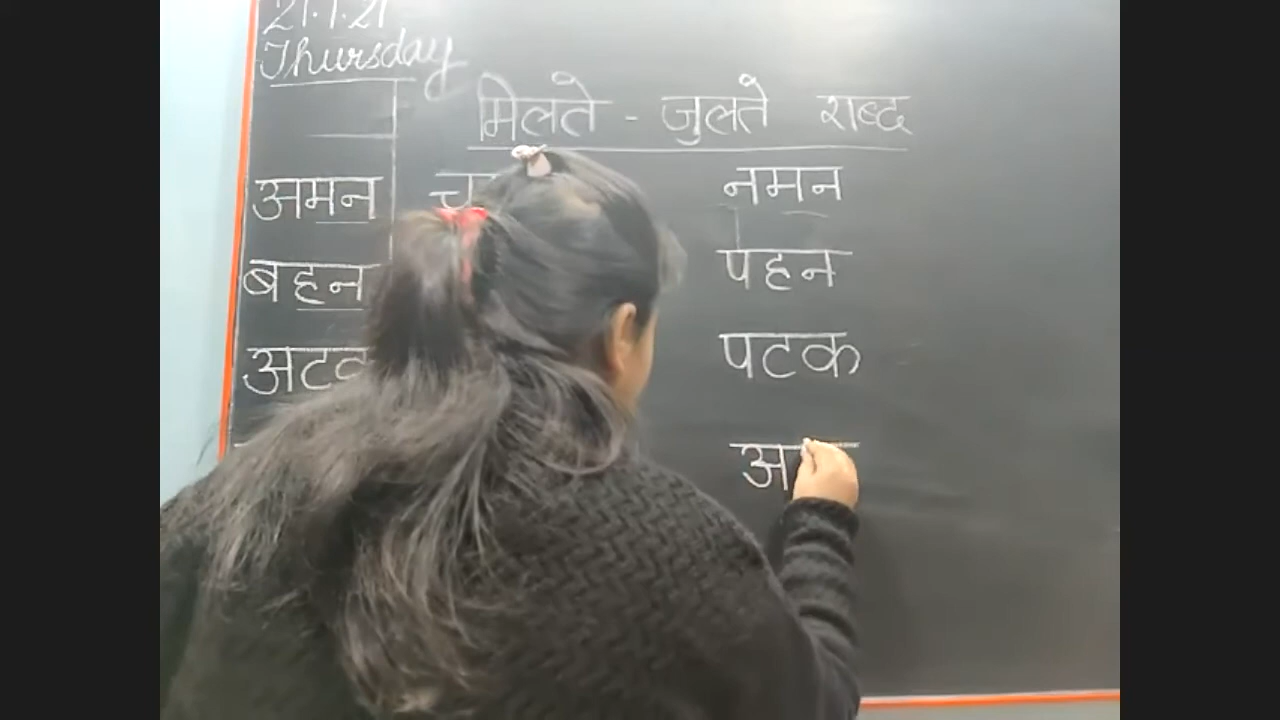 21.1.21
Thursday
मिलते - जुलते शब्द
अमन नमन
बहन पहन
पटक